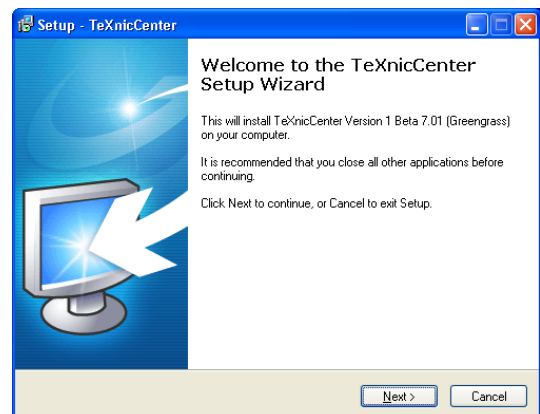 Setup - TeXnicCenter
Welcome to the TeXnicCenter
Setup Wizard
This will install TeXnicCenter Version 1 Beta 7.01 (Greengrass)
on your computer.
It is recommended that you close all other applications before
continuing.
Click Next to continue, or Cancel to exit Setup.
Next >
Cancel